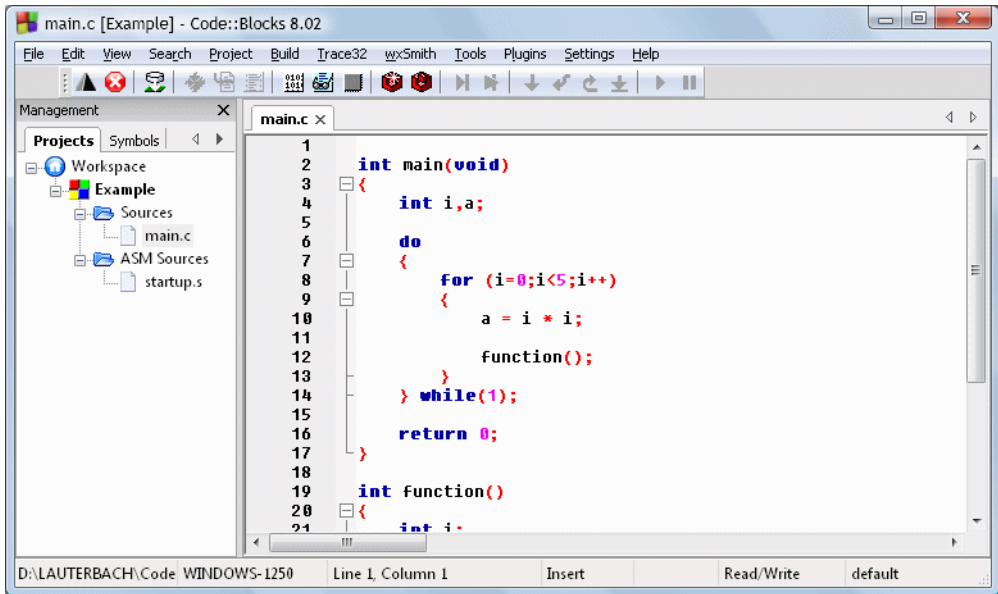 main.c [Example] - Code::Blocks 8.02
File Edit View Search Project Build Trace32 wxSmith Tools Plugins Settings Help
Management
main.c
Projects Symbols
Workspace
Example
Sources
main.c
ASM Sources
startup.s
1
2 int main(void)
3 {
4 int i,a;
5
6 do
7 {
8 for (i=0;i<5;i++)
9 {
10 a = i * i;
11
12 function();
13 }
14 } while(1);
15
16 return 0;
17 }
18
19 int function()
20 {
21 int i;
D:\LAUTERBACH\Code WINDOWS-1250 Line 1, Column 1 Insert Read/Write default